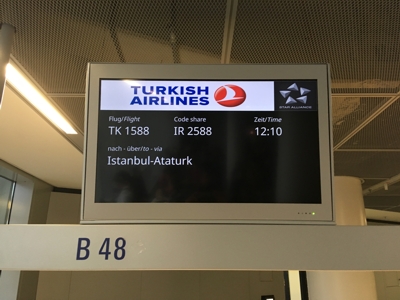 TURKISH
AIRLINES
STAR ALLIANCE
Flug/Flight Code share Zeit/Time
TK 1588 IR 2588 12:10
nach - über/to - via
Istanbul-Ataturk
B 48